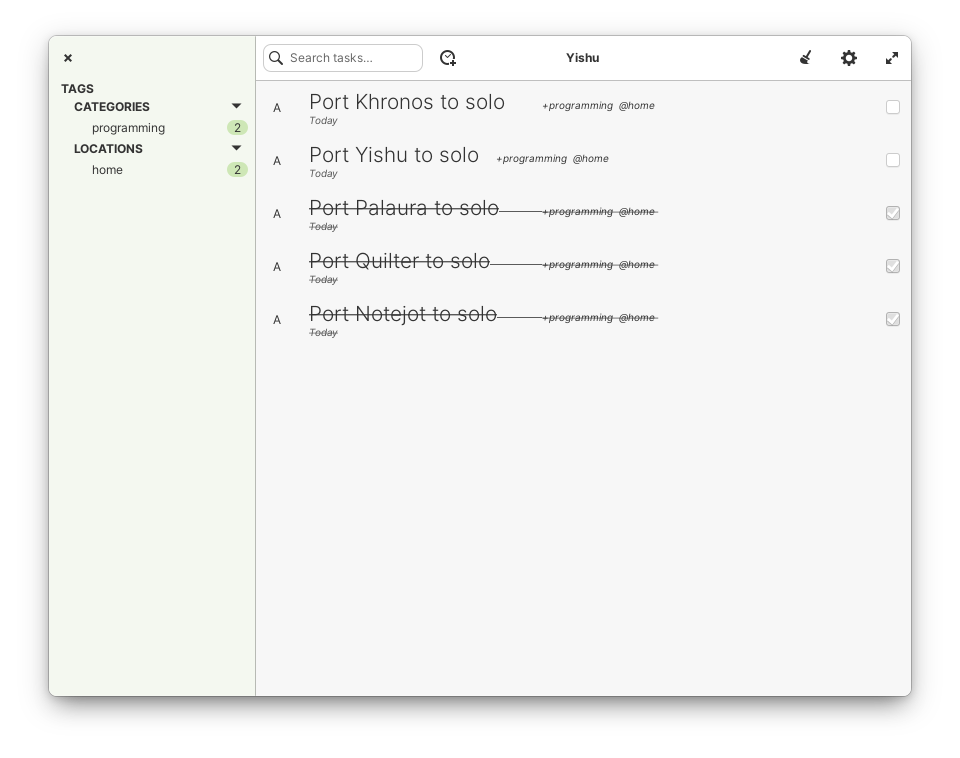 Search tasks...
Yishu
TAGS
CATEGORIES
programming 2
LOCATIONS
home 2
A Port Khronos to solo +programming @home
Today
A Port Yishu to solo +programming @home
Today
A Port Palaura to solo +programming @home
Today
A Port Quilter to solo +programming @home
Today
A Port Notejot to solo +programming @home
Today